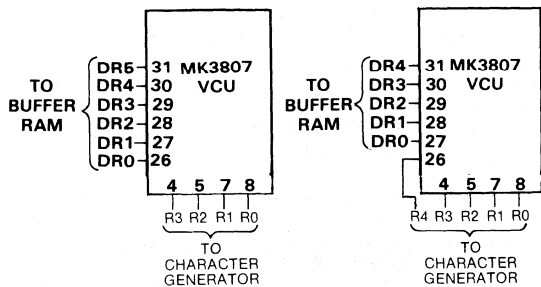 DR5 31 MK3807
DR4 30 VCU
DR3 29
DR2 28
DR1 27
DR0 26
TO
BUFFER
RAM
4 5 7 8
R3 R2 R1 R0
TO
CHARACTER
GENERATOR
DR4 31 MK3807
DR3 30 VCU
DR2 29
DR1 28
DR0 27
26
TO
BUFFER
RAM
4 5 7 8
R4 R3 R2 R1 R0
TO
CHARACTER
GENERATOR